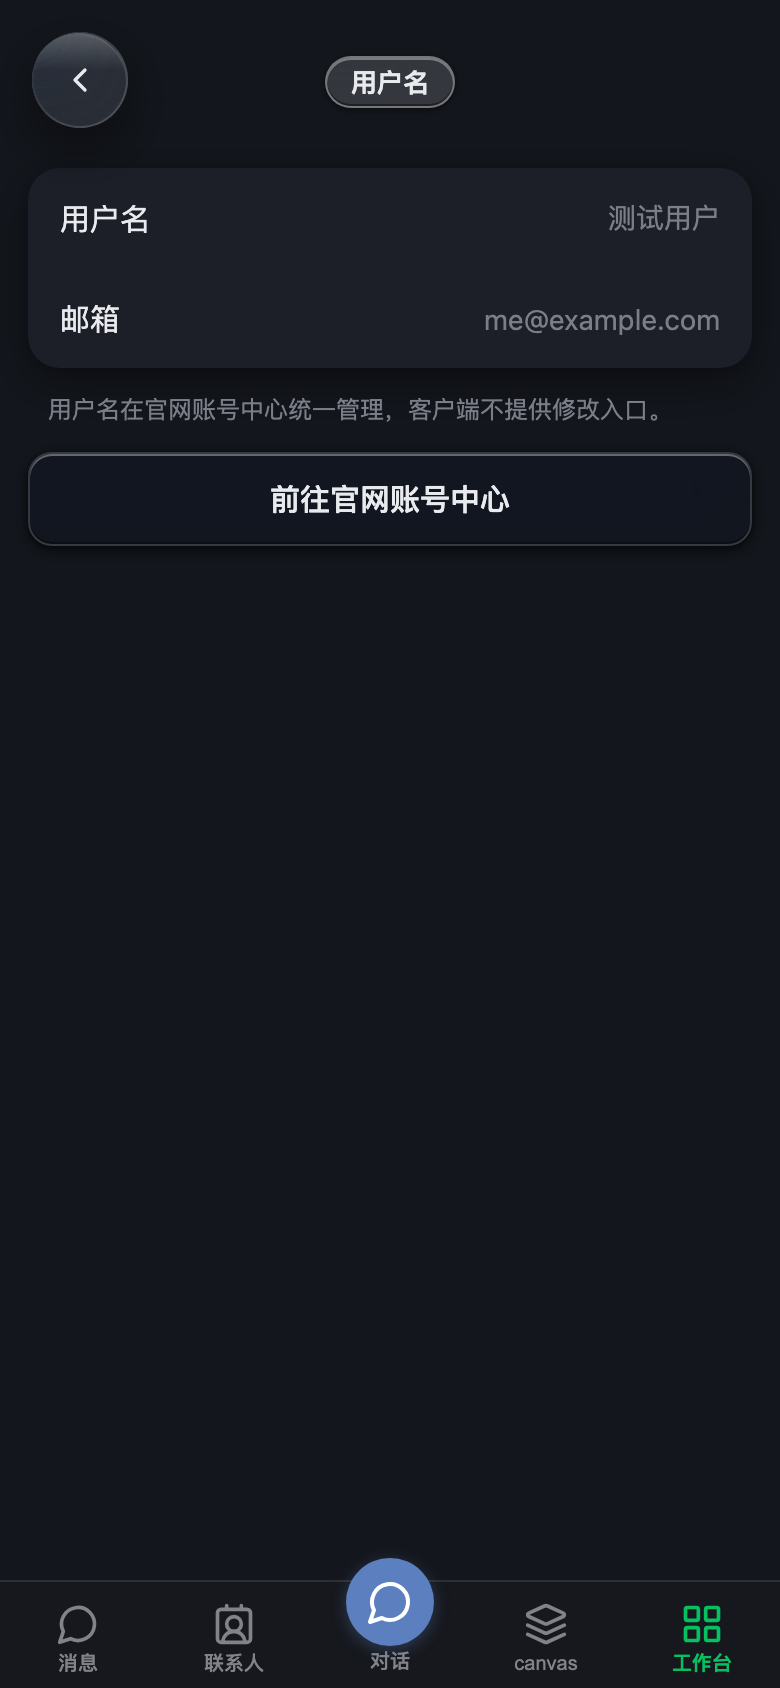 用户名
用户名 测试用户
邮箱 me@example.com
用户名在官网账号中心统一管理，客户端不提供修改入口。
前往官网账号中心
消息 联系人 对话 canvas 工作台